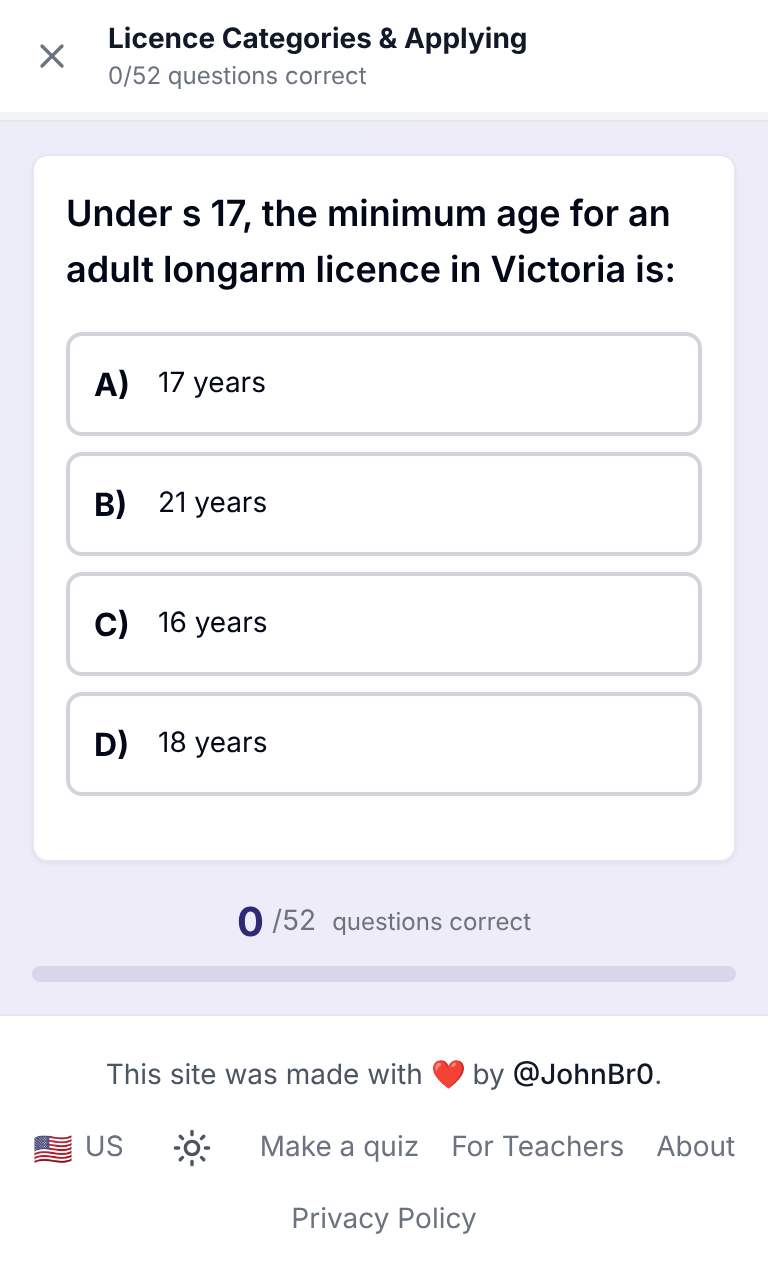 Licence Categories & Applying
0/52 questions correct
Under s 17, the minimum age for an
adult longarm licence in Victoria is:
A) 17 years
B) 21 years
C) 16 years
D) 18 years
0 /52 questions correct
This site was made with ❤️ by @JohnBr0.
🇺🇸 US Make a quiz For Teachers About
Privacy Policy